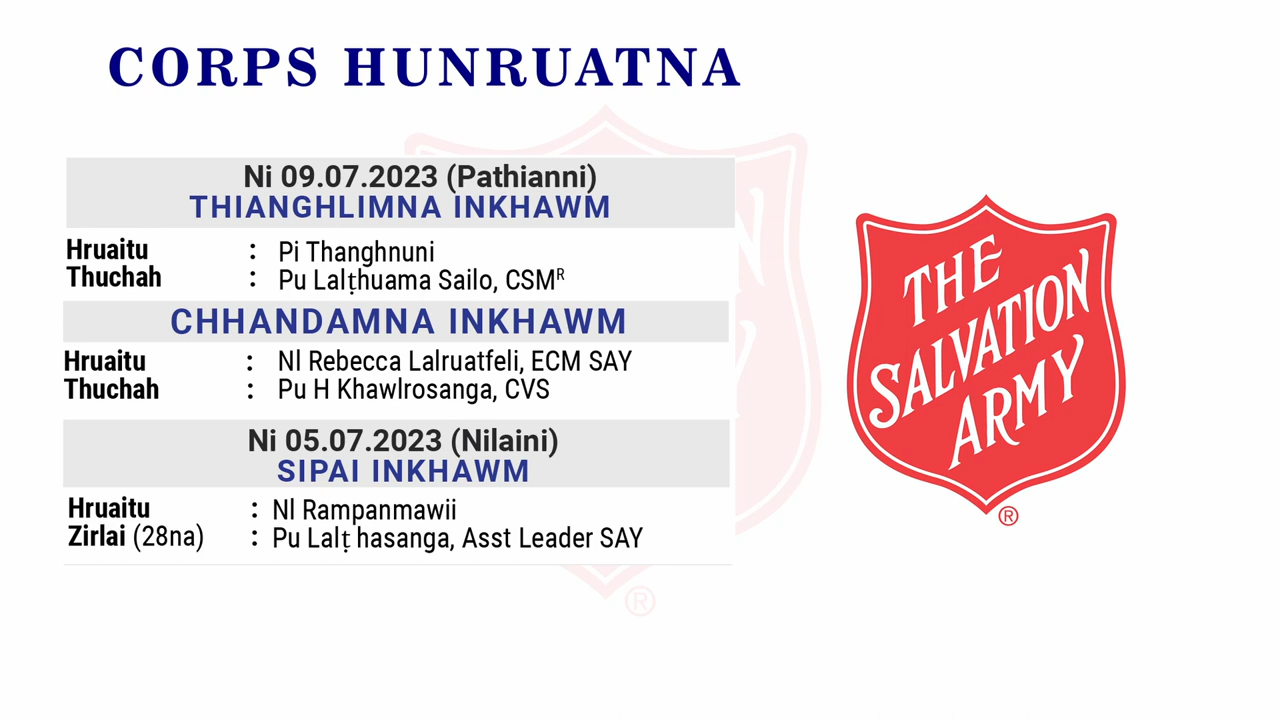 CORPS HUNRUATNA
Ni 09.07.2023 (Pathianni)
THIANGHLIMNA INKHAWM
Hruaitu : Pi Thanghnuni
Thuchah : Pu Lalṭhuama Sailo, CSMᴿ
CHHANDAMNA INKHAWM
Hruaitu : Nl Rebecca Lalruatfeli, ECM SAY
Thuchah : Pu H Khawlrosanga, CVS
Ni 05.07.2023 (Nilaini)
SIPAI INKHAWM
Hruaitu : Nl Rampanmawii
Zirlai (28na) : Pu Lalṭ hasanga, Asst Leader SAY
THE
SALVATION
ARMY
®
®